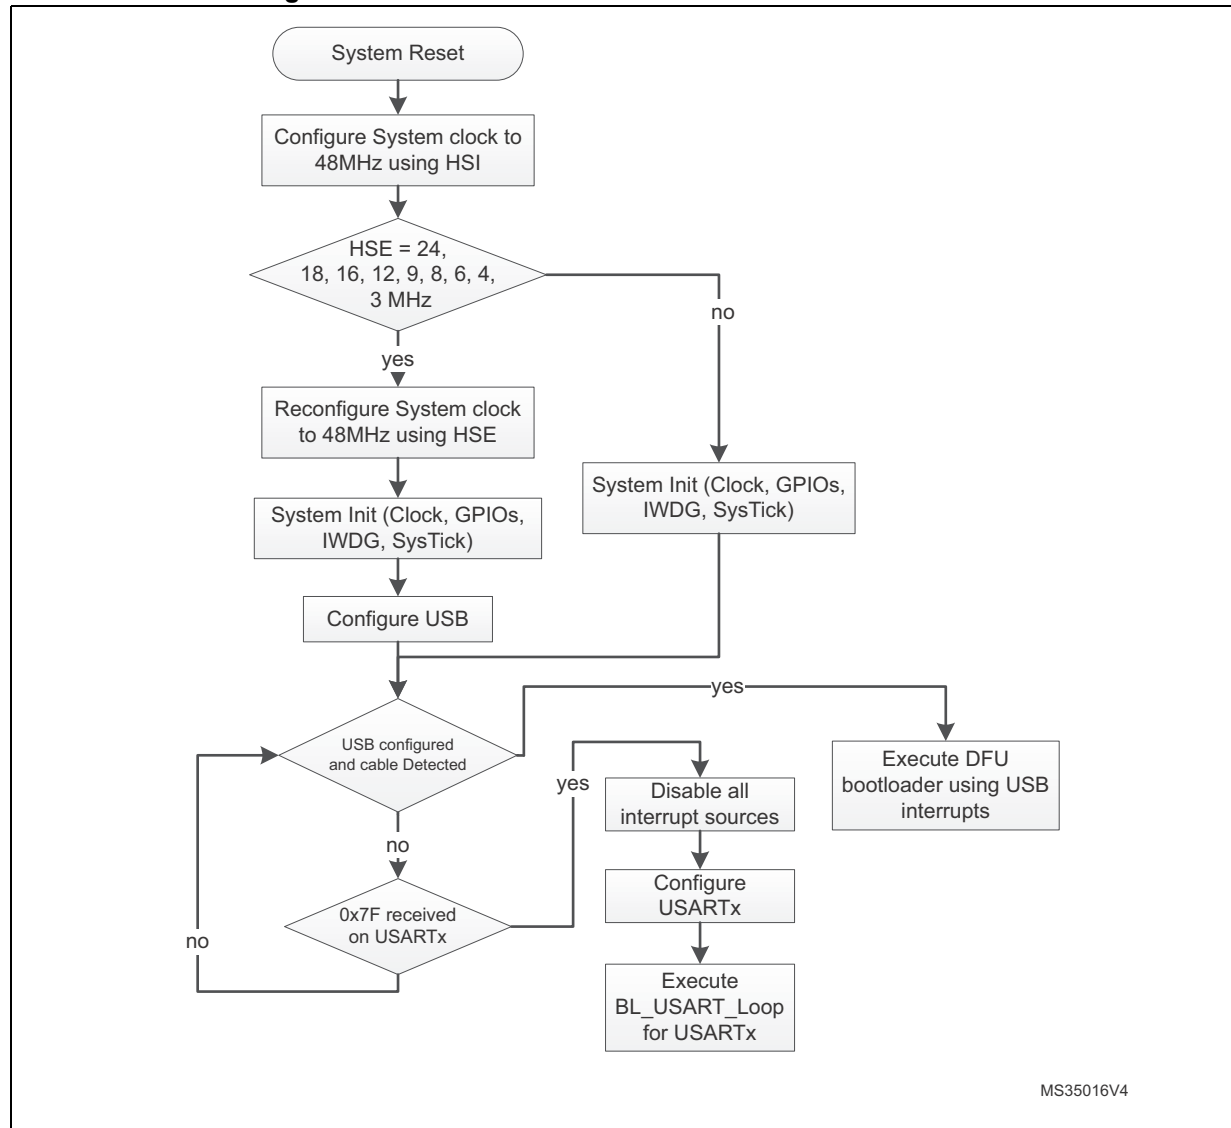 System Reset
Configure System clock to
48MHz using HSI
HSE = 24,
18, 16, 12, 9, 8, 6, 4,
3 MHz
no
yes
Reconfigure System clock
to 48MHz using HSE
System Init (Clock, GPIOs,
IWDG, SysTick)
System Init (Clock, GPIOs,
IWDG, SysTick)
Configure USB
yes
USB configured
and cable Detected
Execute DFU
bootloader using USB
interrupts
yes
Disable all
interrupt sources
no
Configure
USARTx
0x7F received
on USARTx
no
Execute
BL_USART_Loop
for USARTx
MS35016V4